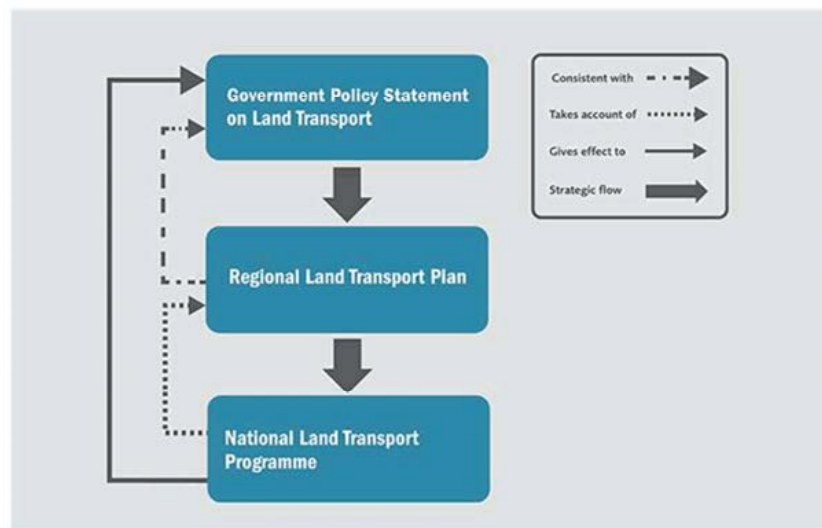 Government Policy Statement
on Land Transport
Consistent with
Takes account of
Gives effect to
Strategic flow
Regional Land Transport Plan
National Land Transport
Programme